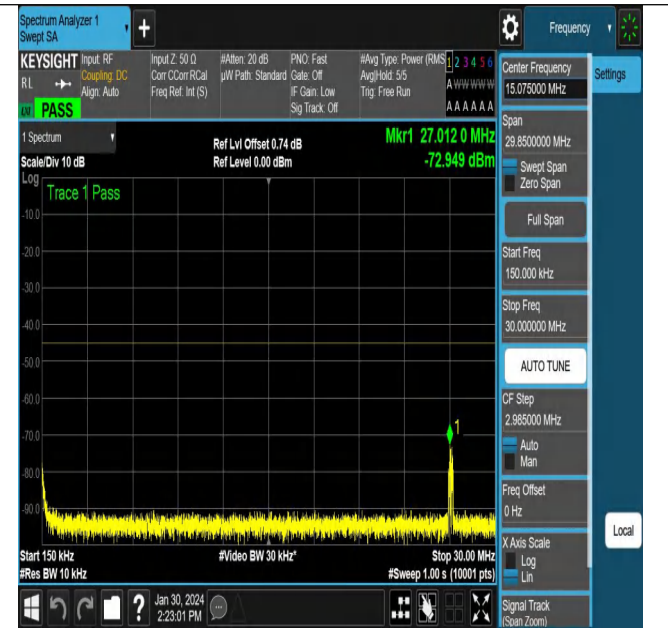 Spectrum Analyzer 1
Swept SA
Frequency
KEYSIGHT
RL
PASS
Input: RF
Coupling: DC
Align: Auto
Input Z: 50 Ω
Corr CCorr RCal
Freq Ref: Int (S)
#Atten: 20 dB
µW Path: Standard
PNO: Fast
Gate: Off
IF Gain: Low
Sig Track: Off
#Avg Type: Power (RMS
Avg|Hold: 5/5
Trig: Free Run
1 2 3 4 5 6
A W W W W W
A A A A A A
1 Spectrum
Scale/Div 10 dB
Ref Lvl Offset 0.74 dB
Ref Level 0.00 dBm
Mkr1 27.012 0 MHz
-72.949 dBm
Log
Trace 1 Pass
-10.0
-20.0
-30.0
-40.0
-50.0
-60.0
-70.0
-80.0
-90.0
1
Start 150 kHz
#Res BW 10 kHz
#Video BW 30 kHz*
Stop 30.00 MHz
#Sweep 1.00 s (10001 pts)
Jan 30, 2024
2:23:01 PM
Center Frequency
15.075000 MHz
Settings
Span
29.8500000 MHz
Swept Span
Zero Span
Full Span
Start Freq
150.000 kHz
Stop Freq
30.000000 MHz
AUTO TUNE
CF Step
2.985000 MHz
Auto
Man
Freq Offset
0 Hz
X Axis Scale
Log
Lin
Local
Signal Track
(Span Zoom)